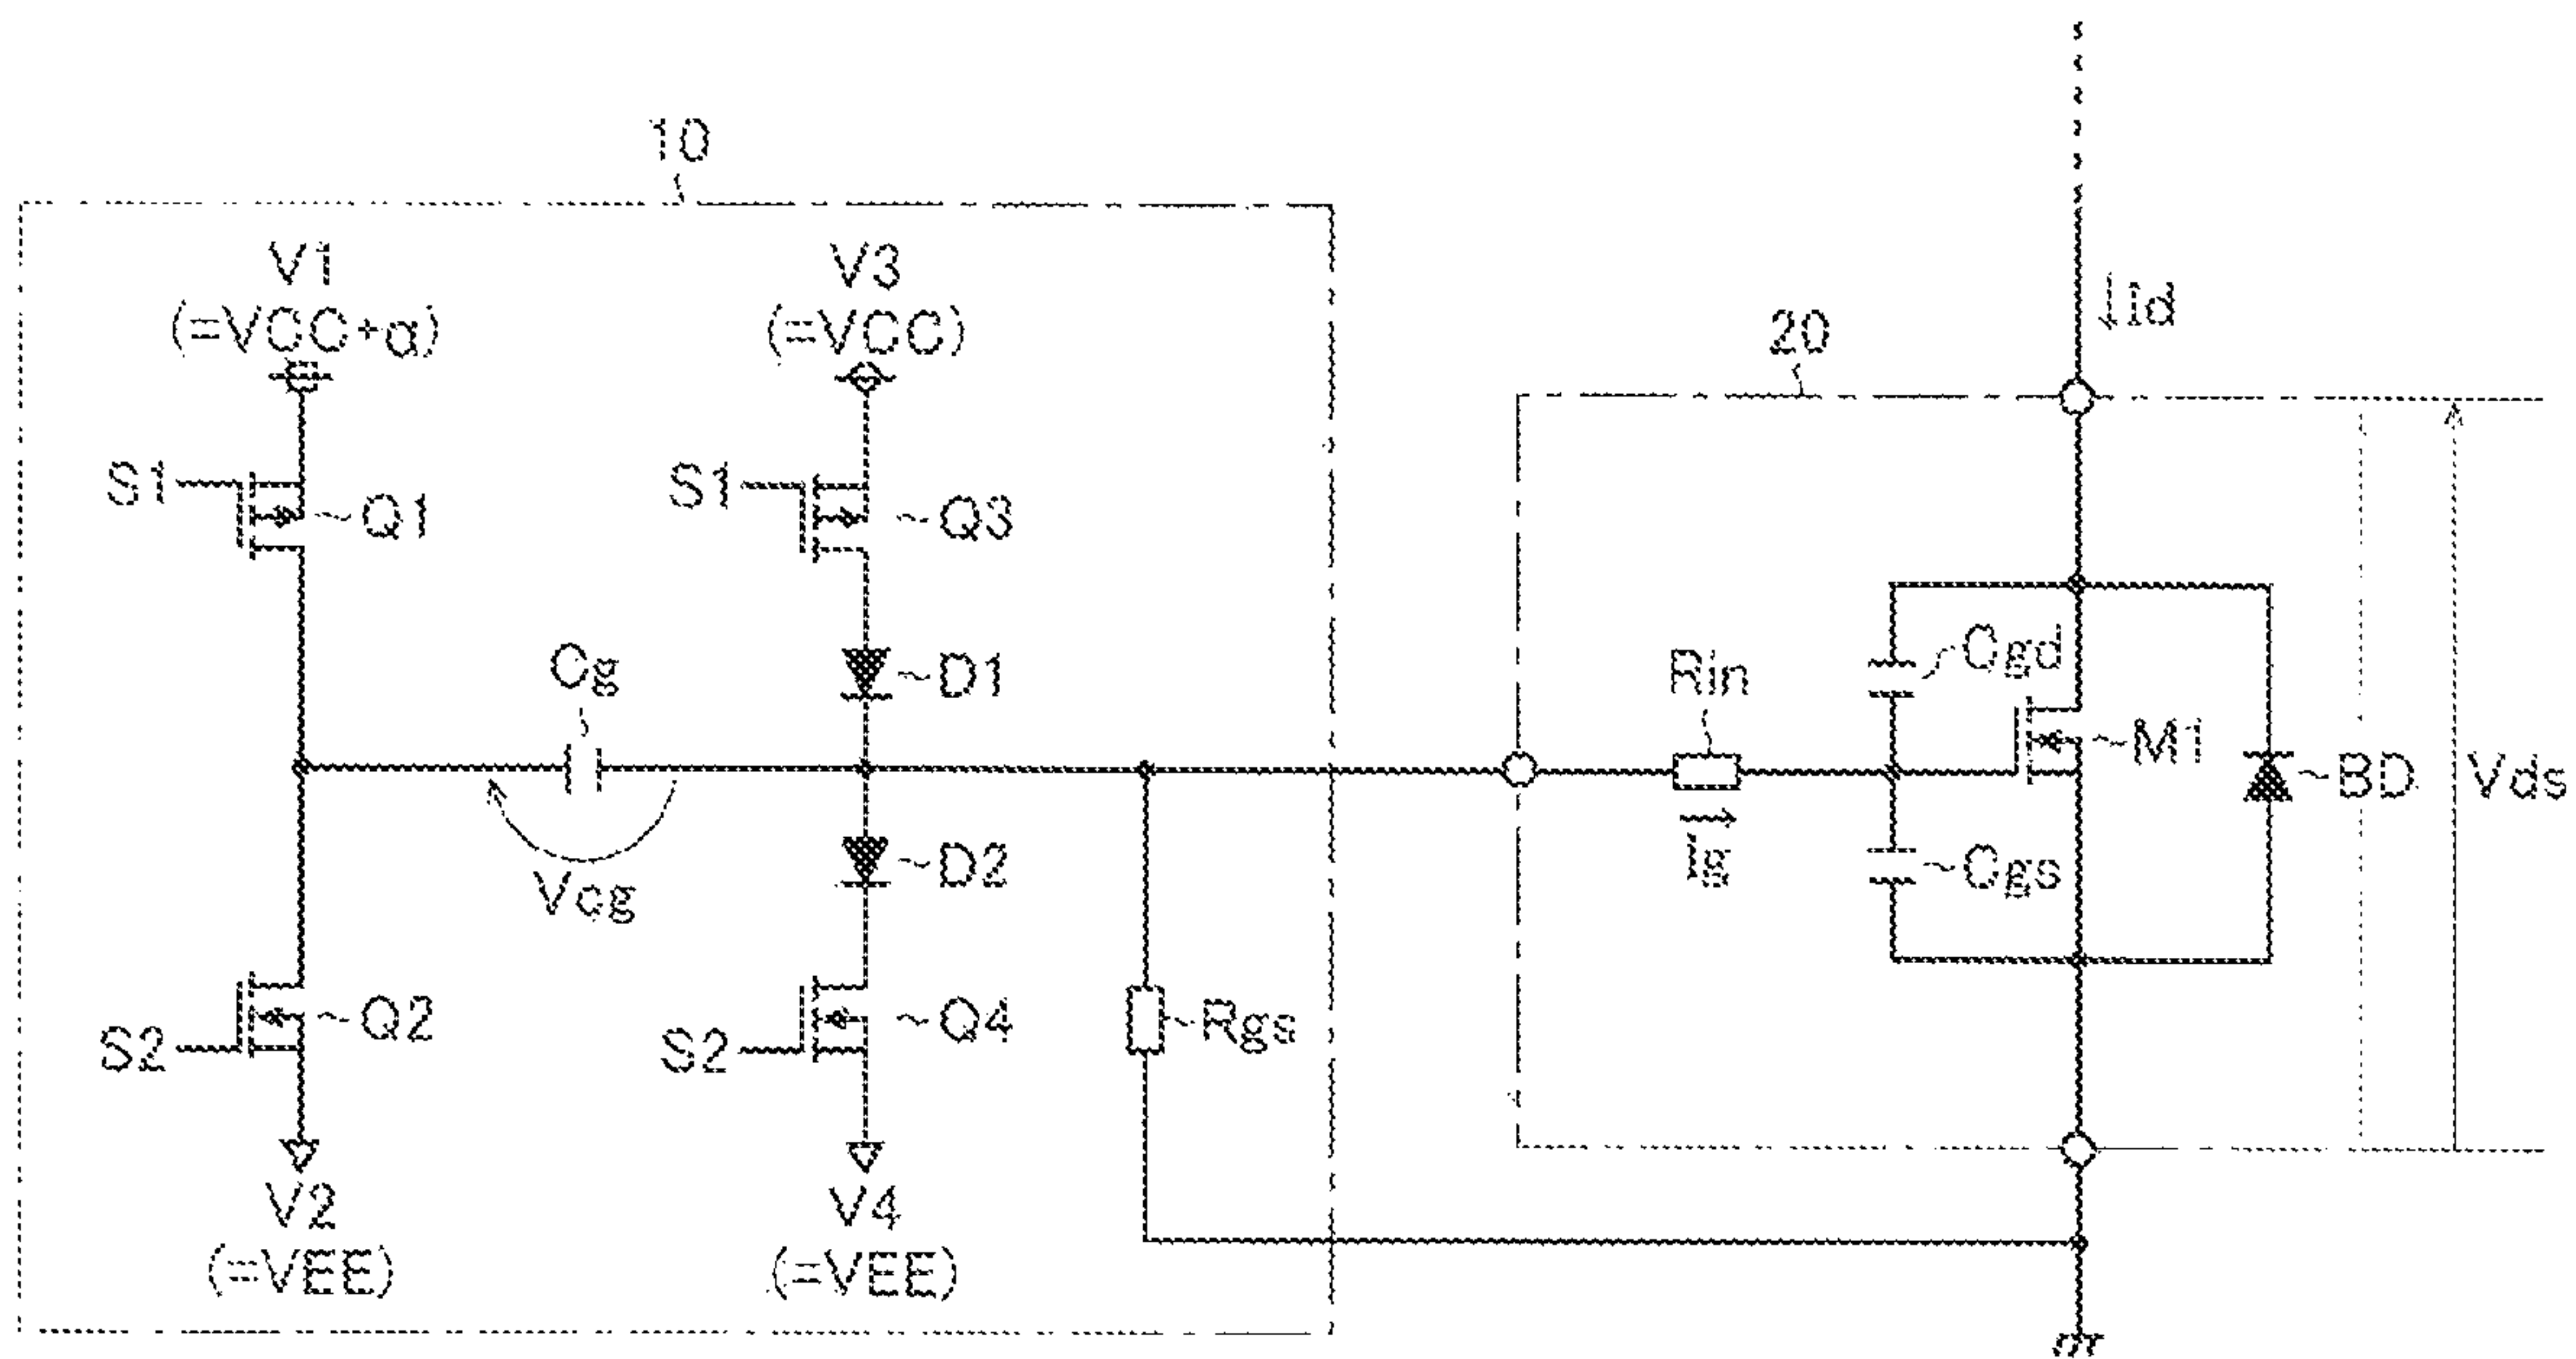 10
V1
(=VCC+α)
V3
(=VCC)
↓Id
20
S1
Q1
S1
Q3
Cg
D1
Rin
Cgd
M1
BD
Vds
Vcg
D2
Ig
Cgs
S2
Q2
S2
Q4
Rgs
V2
(=VEE)
V4
(=VEE)